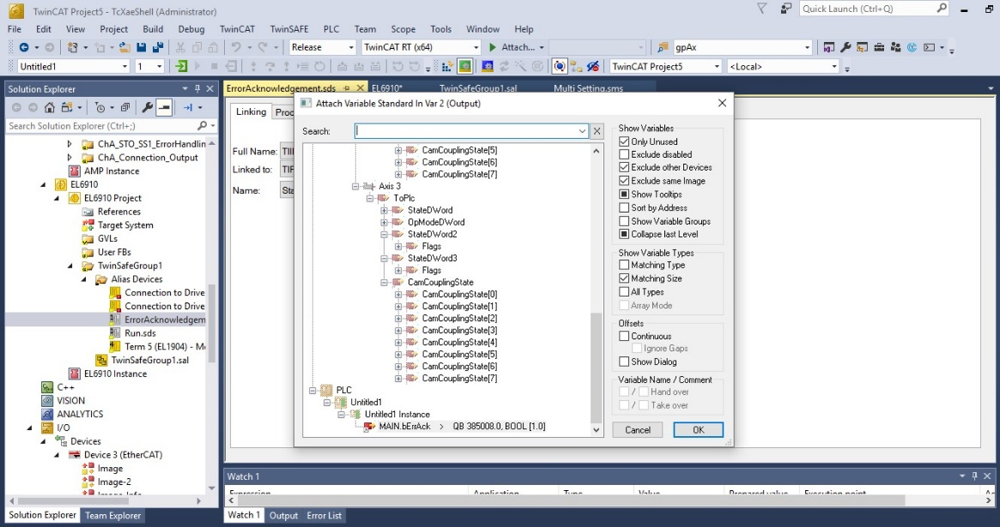 TwinCAT Project5 - TcXaeShell (Administrator)
Quick Launch (Ctrl+Q)
File Edit View Project Build Debug TwinCAT TwinSAFE PLC Team Scope Tools Window Help
Release TwinCAT RT (x64) Attach... gpAx
Untitled1 1 TwinCAT Project5 <Local>
Solution Explorer
Search Solution Explorer (Ctrl+;)
ChA_STO_SS1_ErrorHandlin
ChA_Connection_Output
AMP Instance
EL6910
EL6910 Project
References
Target System
GVLs
User FBs
TwinSafeGroup1
Alias Devices
Connection to Drive
Connection to Drive
ErrorAcknowledgem
Run.sds
Term 5 (EL1904) - M
TwinSafeGroup1.sal
EL6910 Instance
C++
VISION
ANALYTICS
I/O
Devices
Device 3 (EtherCAT)
Image
Image-2
Image-Info
Solution Explorer Team Explorer
ErrorAcknowledgement.sds EL6910* TwinSafeGroup1.sal Multi Setting.sms
Linking Proc
Full Name: TII
Linked to: TIF
Name: Sta
Attach Variable Standard In Var 2 (Output)
Search:
CamCouplingState[5]
CamCouplingState[6]
CamCouplingState[7]
Axis 3
ToPlc
StateDWord
OpModeDWord
StateDWord2
Flags
StateDWord3
Flags
CamCouplingState
CamCouplingState[0]
CamCouplingState[1]
CamCouplingState[2]
CamCouplingState[3]
CamCouplingState[4]
CamCouplingState[5]
CamCouplingState[6]
CamCouplingState[7]
PLC
Untitled1
Untitled1 Instance
MAIN.bErrAck > QB 385008.0, BOOL [1.0]
Show Variables
Only Unused
Exclude disabled
Exclude other Devices
Exclude same Image
Show Tooltips
Sort by Address
Show Variable Groups
Collapse last Level
Show Variable Types
Matching Type
Matching Size
All Types
Array Mode
Offsets
Continuous
Ignore Gaps
Show Dialog
Variable Name / Comment
/ Hand over
/ Take over
Cancel OK
Watch 1
Expression Application Type Value Prepared value Execution point
Watch 1 Output Error List